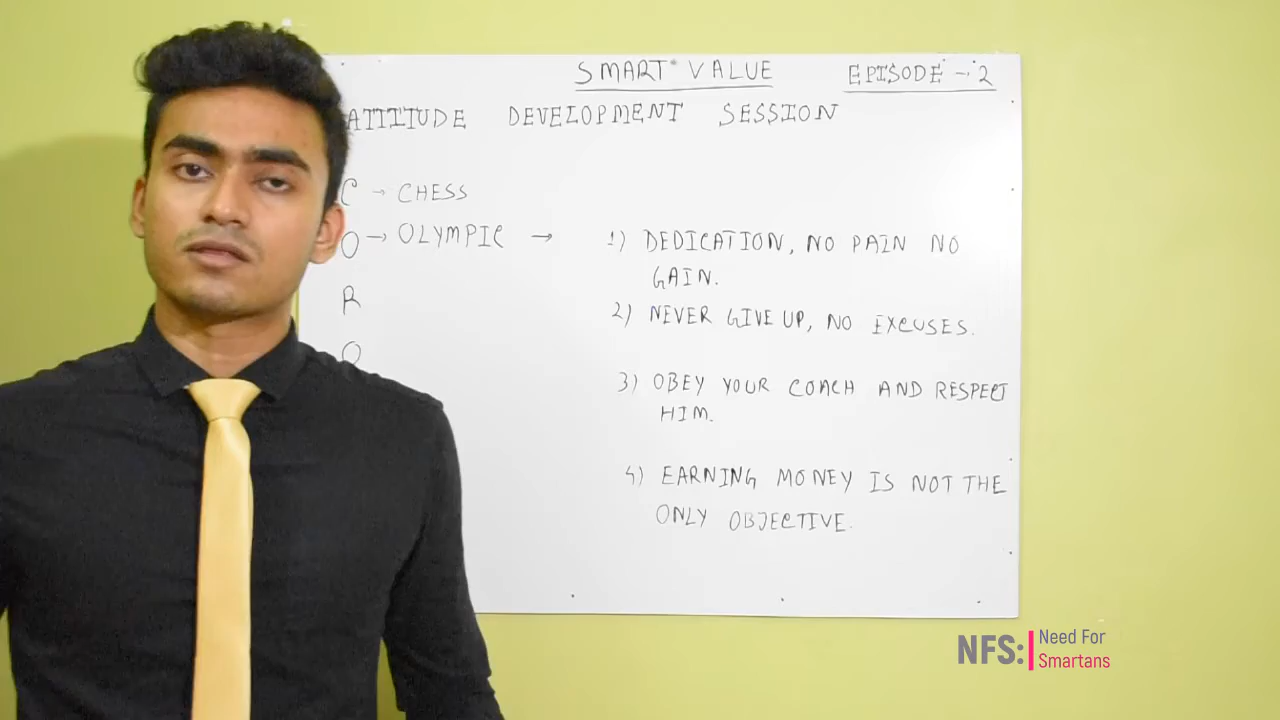 SMART VALUE EPISODE → 2
ATTITUDE DEVELOPMENT SESSION
C → CHESS
O → OLYMPIC →
1) DEDICATION, NO PAIN NO
GAIN.
R
2) NEVER GIVE UP, NO EXCUSES.
O
3) OBEY YOUR COACH AND RESPECT
HIM.
4) EARNING MONEY IS NOT THE
ONLY OBJECTIVE.
NFS: Need For
Smartans